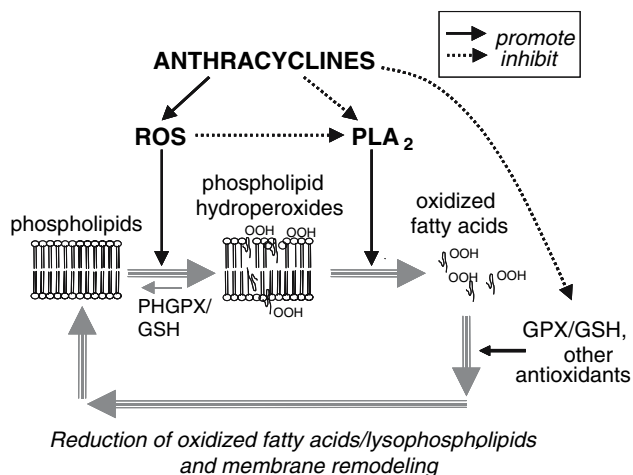 promote
inhibit
ANTHRACYCLINES
ROS
PLA 2
phospholipid
hydroperoxides
oxidized
fatty acids
phospholipids
OOH
OOH
OOH
OOH
OOH
OOH
PHGPX/
GSH
GPX/GSH,
other
antioxidants
Reduction of oxidized fatty acids/lysophospholipids
and membrane remodeling